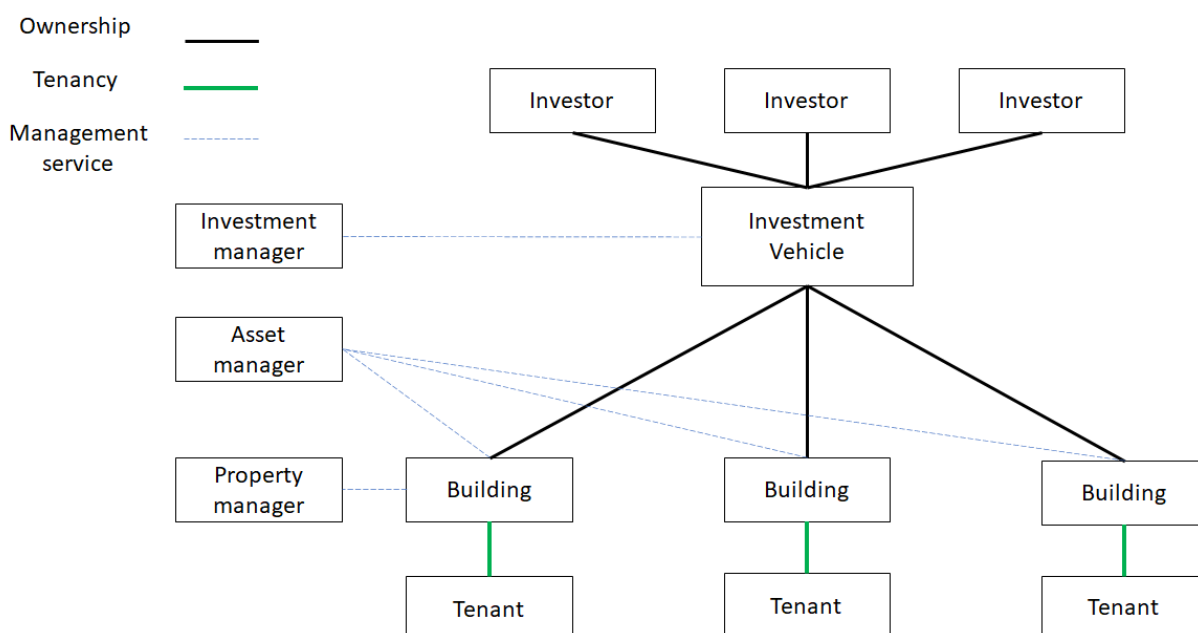 Ownership
Tenancy
Management
service
Investor
Investor
Investor
Investment
manager
Investment
Vehicle
Asset
manager
Property
manager
Building
Building
Building
Tenant
Tenant
Tenant